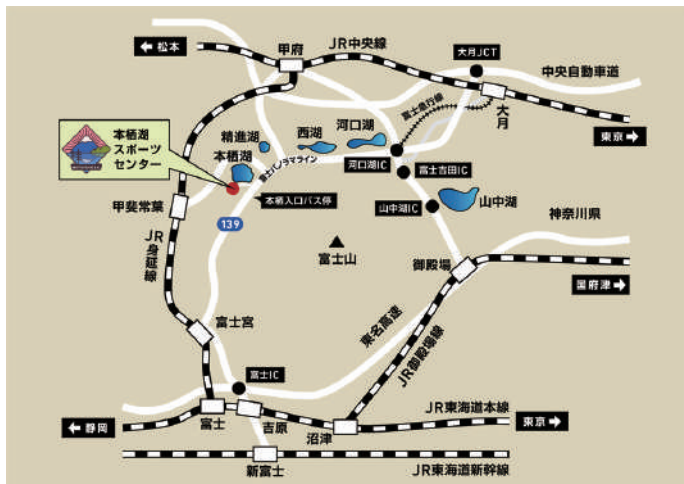 ← 松本
甲府
JR中央線
大月JCT
中央自動車道
富士急行線
大月
東京 →
本栖湖
スポーツ
センター
精進湖
本栖湖
西湖
河口湖
富士パノラマライン
河口湖IC
富士吉田IC
山中湖IC
山中湖
本栖入口バス停
甲斐常葉
139
JR身延線
富士山
神奈川県
御殿場
国府津 →
富士宮
東名高速
JR御殿場線
富士IC
← 静岡
富士
吉原
沼津
JR東海道本線
東京 →
新富士
JR東海道新幹線